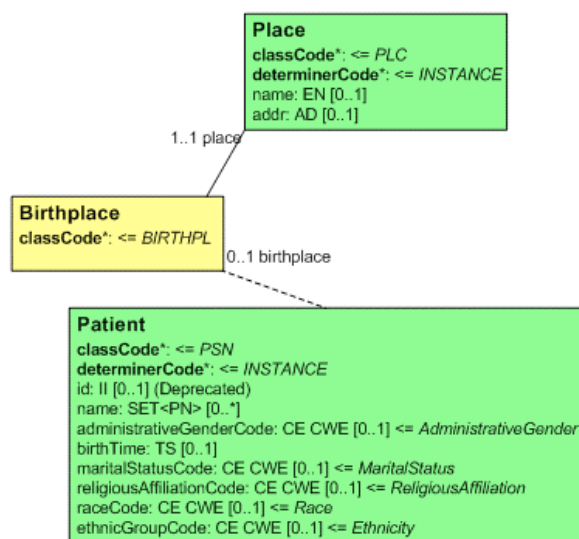 Place
classCode*: <= PLC
determinerCode*: <= INSTANCE
name: EN [0..1]
addr: AD [0..1]
1..1 place
Birthplace
classCode*: <= BIRTHPL
0..1 birthplace
Patient
classCode*: <= PSN
determinerCode*: <= INSTANCE
id: II [0..1] (Deprecated)
name: SET<PN> [0..*]
administrativeGenderCode: CE CWE [0..1] <= AdministrativeGender
birthTime: TS [0..1]
maritalStatusCode: CE CWE [0..1] <= MaritalStatus
religiousAffiliationCode: CE CWE [0..1] <= ReligiousAffiliation
raceCode: CE CWE [0..1] <= Race
ethnicGroupCode: CE CWE [0..1] <= Ethnicity